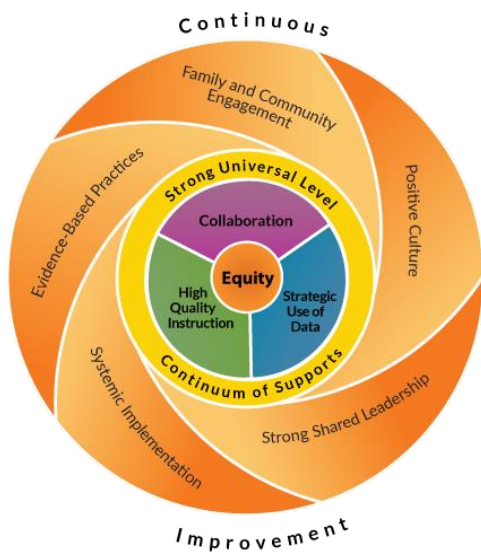 Continuous
Family and Community
Engagement
Positive Culture
Evidence-Based Practices
Strong Universal Level
Collaboration
Equity
High
Quality
Instruction
Strategic
Use of
Data
Continuum of Supports
Systemic Implementation
Strong Shared Leadership
Improvement